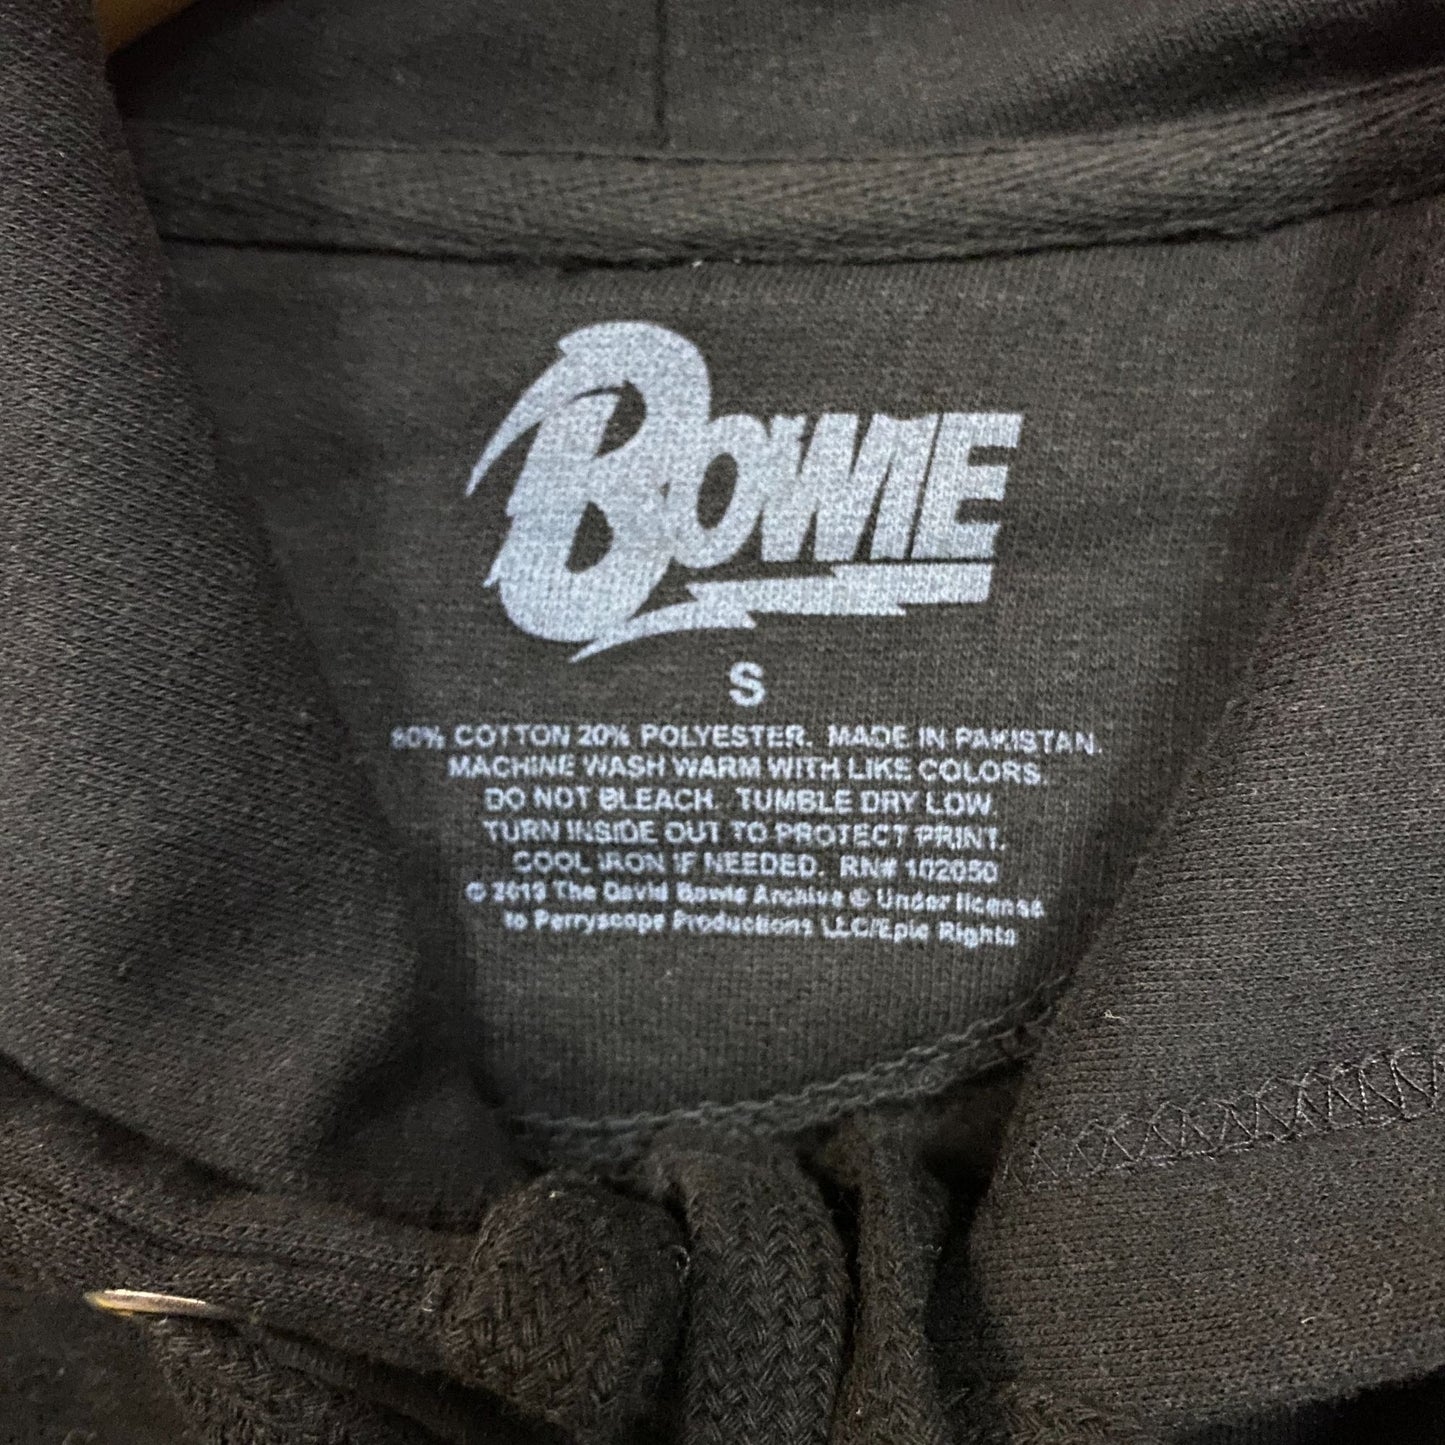 BOWIE
S
80% COTTON 20% POLYESTER. MADE IN PAKISTAN.
MACHINE WASH WARM WITH LIKE COLORS.
DO NOT BLEACH. TUMBLE DRY LOW.
TURN INSIDE OUT TO PROTECT PRINT.
COOL IRON IF NEEDED. RN# 102050
© The David Bowie Archive © Under license
to Perryscope Productions LLC/Epic Rights